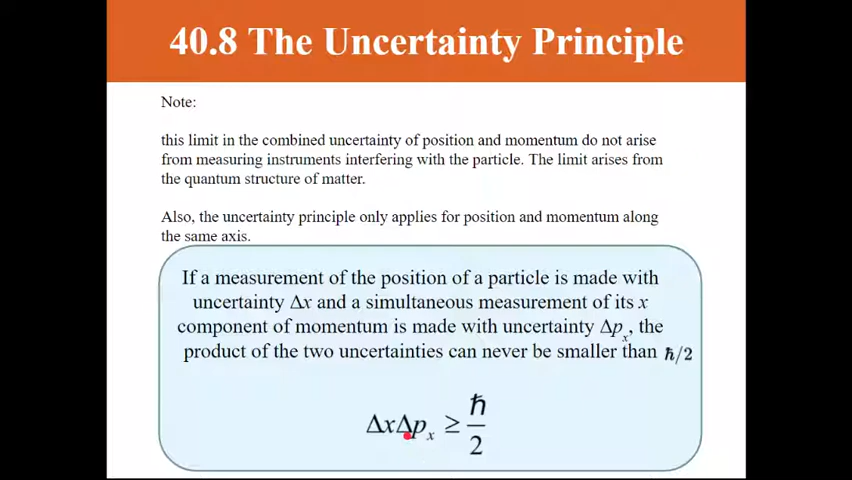 40.8 The Uncertainty Principle
Note:
this limit in the combined uncertainty of position and momentum do not arise
from measuring instruments interfering with the particle. The limit arises from
the quantum structure of matter.
Also, the uncertainty principle only applies for position and momentum along
the same axis.
If a measurement of the position of a particle is made with
uncertainty Δx and a simultaneous measurement of its x
component of momentum is made with uncertainty Δpₓ, the
product of the two uncertainties can never be smaller than ℏ/2
ΔxΔpₓ ≥ ℏ/2